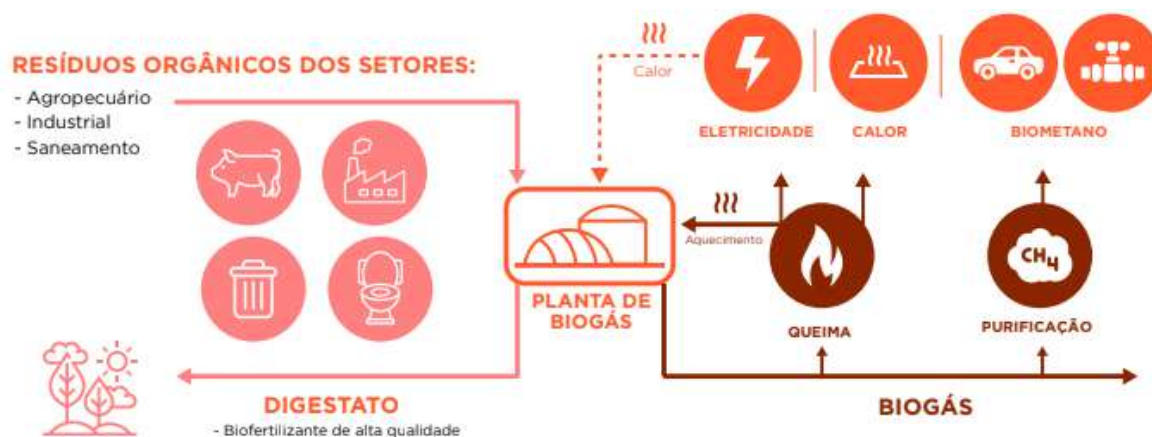 RESÍDUOS ORGÂNICOS DOS SETORES:
- Agropecuário
- Industrial
- Saneamento
Calor
ELETRICIDADE
CALOR
BIOMETANO
Aquecimento
PLANTA DE
BIOGÁS
QUEIMA
CH4
PURIFICAÇÃO
DIGESTATO
- Biofertilizante de alta qualidade
BIOGÁS